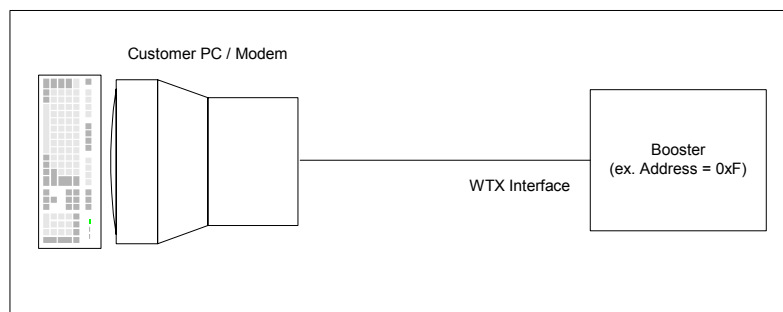 Customer PC / Modem
Booster
(ex. Address = 0xF)
WTX Interface